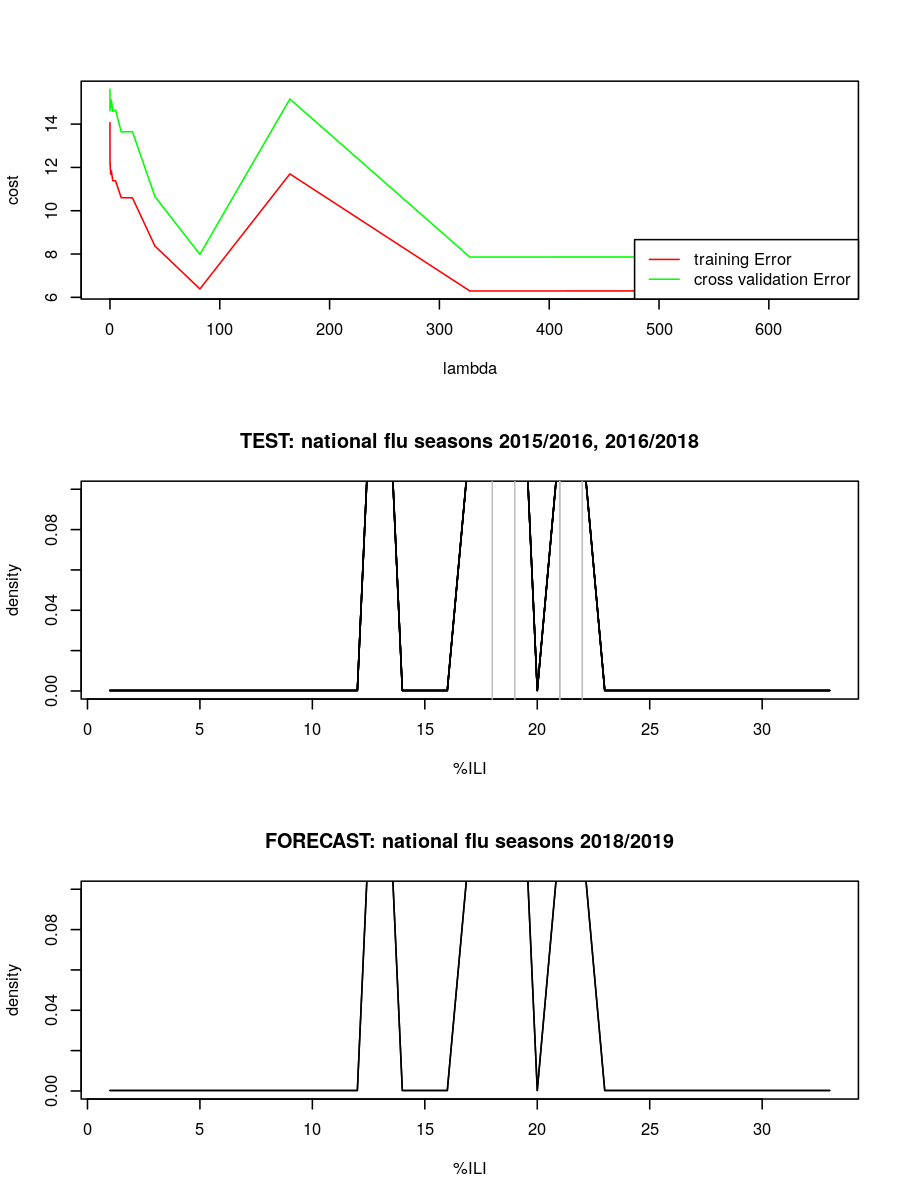 cost
14
12
10
8
6
training Error
cross validation Error
0 100 200 300 400 500 600
lambda
TEST: national flu seasons 2015/2016, 2016/2018
density
0.08
0.04
0.00
0 5 10 15 20 25 30
%ILI
FORECAST: national flu seasons 2018/2019
density
0.08
0.04
0.00
0 5 10 15 20 25 30
%ILI